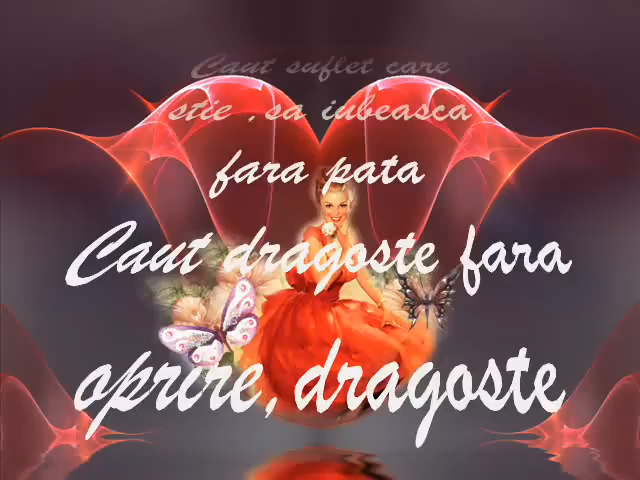 Caut suflet care
stie ,sa iubeasca
fara pata
Caut dragoste fara
oprire, dragoste